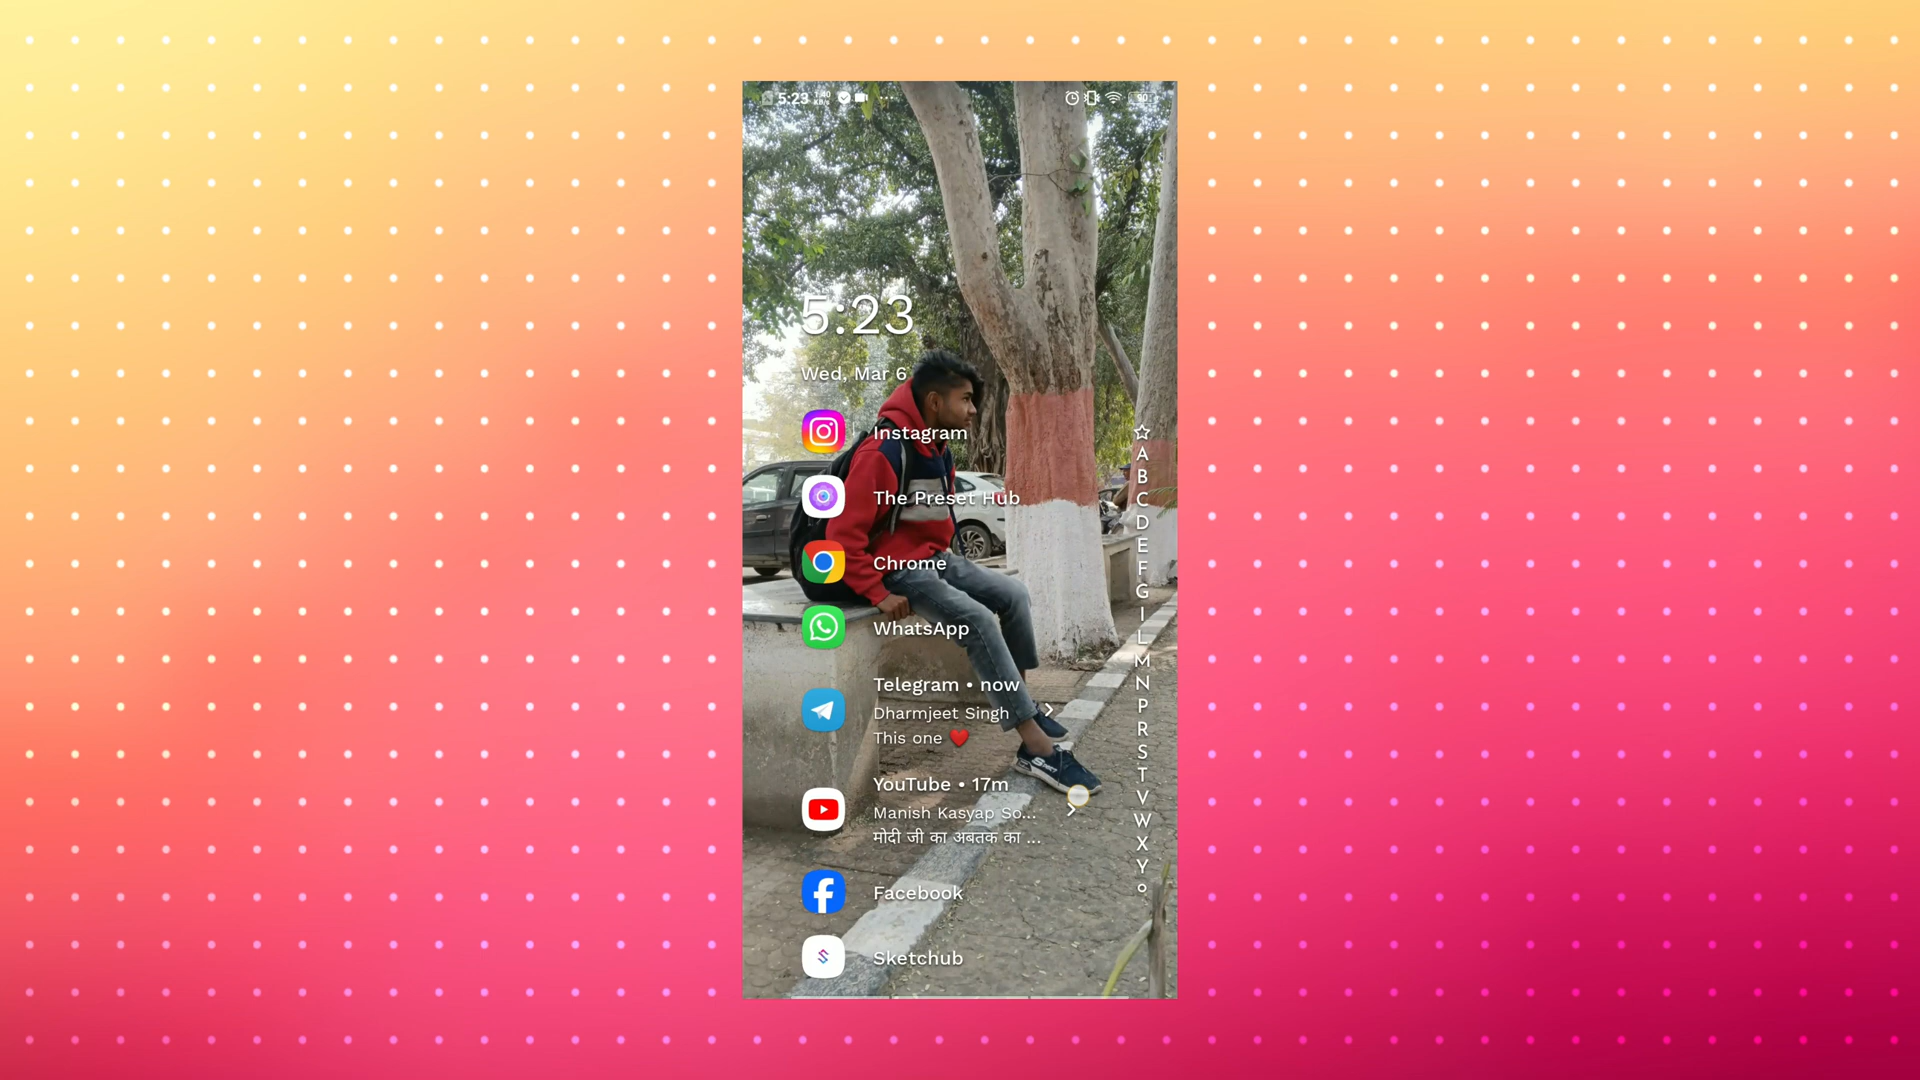 5:23
90
5:23
Wed, Mar 6
Instagram
The Preset Hub
Chrome
WhatsApp
Telegram • now
Dharmjeet Singh
This one ❤️
YouTube • 17m
Manish Kasyap So...
मोदी जी का अबतक का ...
Facebook
Sketchub
A
B
C
D
E
F
G
I
L
M
N
P
R
S
T
V
W
X
Y